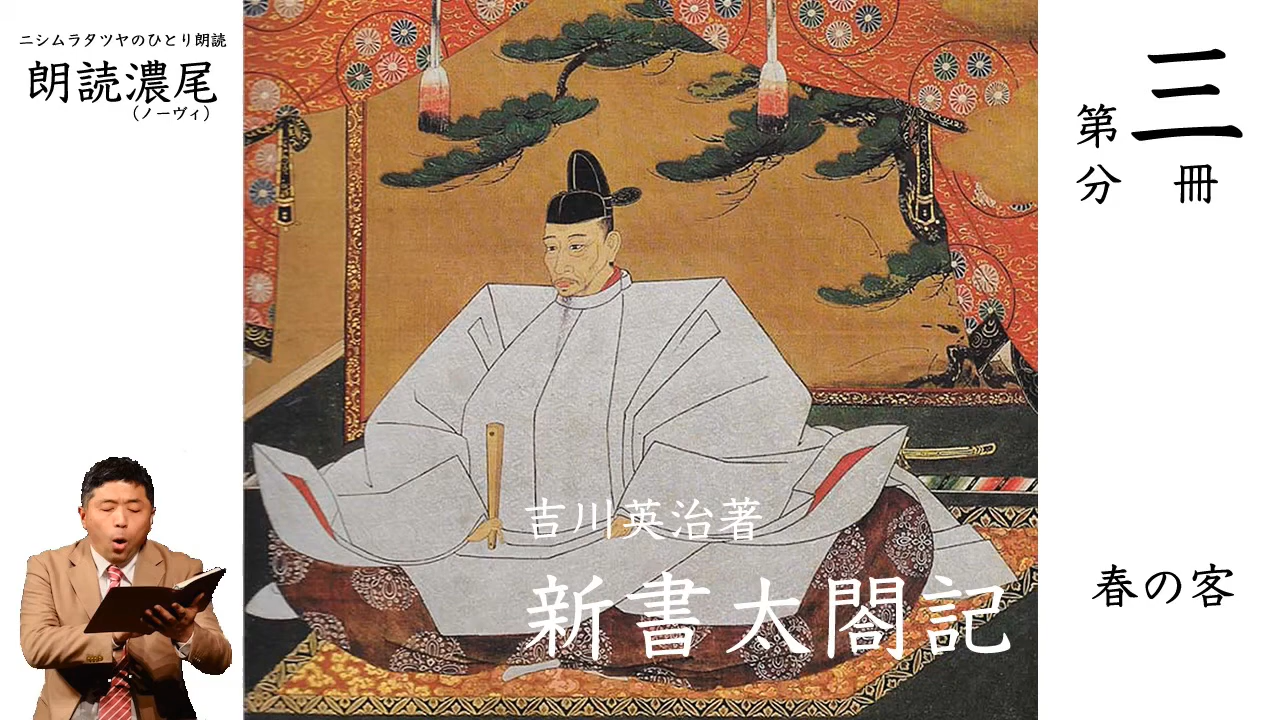 ニシムラタツヤのひとり朗読
朗読濃尾
（ノーヴィ）
第三分冊
吉川英治著
新書太閤記
春の客